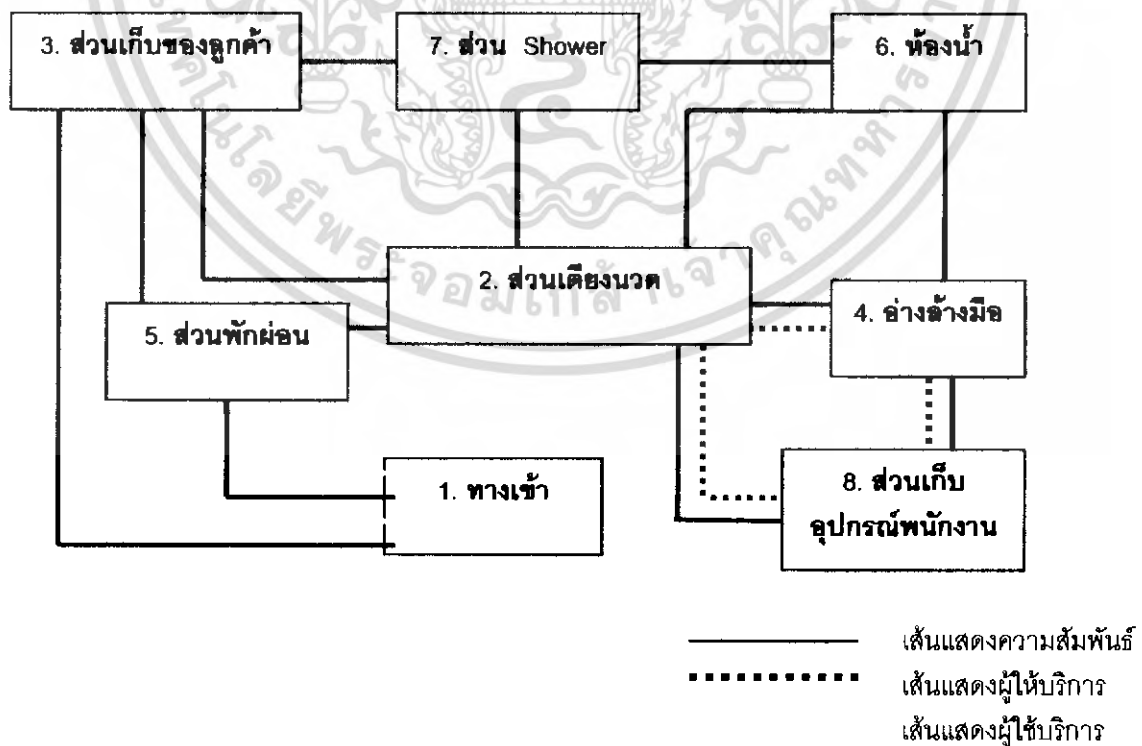 3. ส่วนเก็บของลูกค้า
7. ส่วน Shower
6. ห้องน้ำ
2. ส่วนเตียงนวด
4. อ่างล้างมือ
5. ส่วนพักผ่อน
1. ทางเข้า
8. ส่วนเก็บ
อุปกรณ์พนักงาน
เส้นแสดงความสัมพันธ์
เส้นแสดงผู้ให้บริการ
เส้นแสดงผู้ใช้บริการ